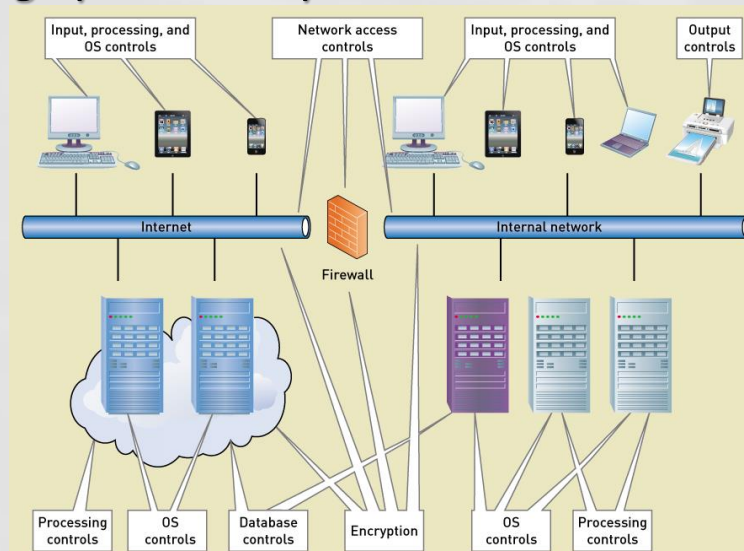 Input, processing, and
OS controls
Network access
controls
Input, processing, and
OS controls
Output
controls
Internet
Internal network
Firewall
Processing
controls
OS
controls
Database
controls
Encryption
OS
controls
Processing
controls